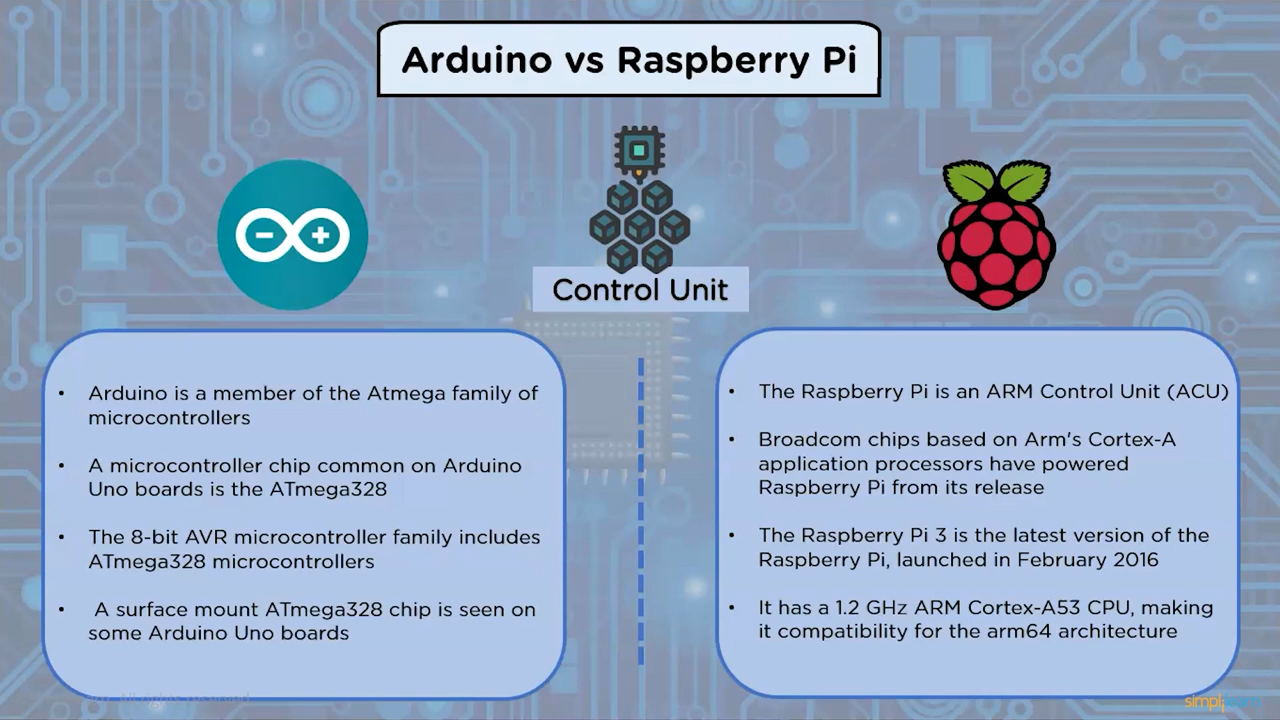 Arduino vs Raspberry Pi
Control Unit
• Arduino is a member of the Atmega family of
microcontrollers
• A microcontroller chip common on Arduino
Uno boards is the ATmega328
• The 8-bit AVR microcontroller family includes
ATmega328 microcontrollers
• A surface mount ATmega328 chip is seen on
some Arduino Uno boards
• The Raspberry Pi is an ARM Control Unit (ACU)
• Broadcom chips based on Arm's Cortex-A
application processors have powered
Raspberry Pi from its release
• The Raspberry Pi 3 is the latest version of the
Raspberry Pi, launched in February 2016
• It has a 1.2 GHz ARM Cortex-A53 CPU, making
it compatibility for the arm64 architecture
All rights reserved